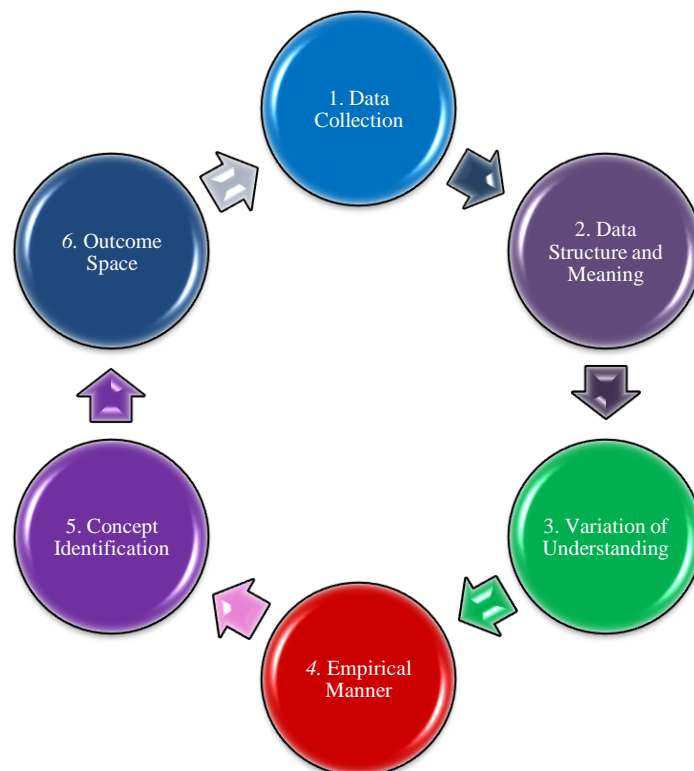 1. Data
Collection
2. Data
Structure and
Meaning
3. Variation of
Understanding
4. Empirical
Manner
5. Concept
Identification
6. Outcome
Space